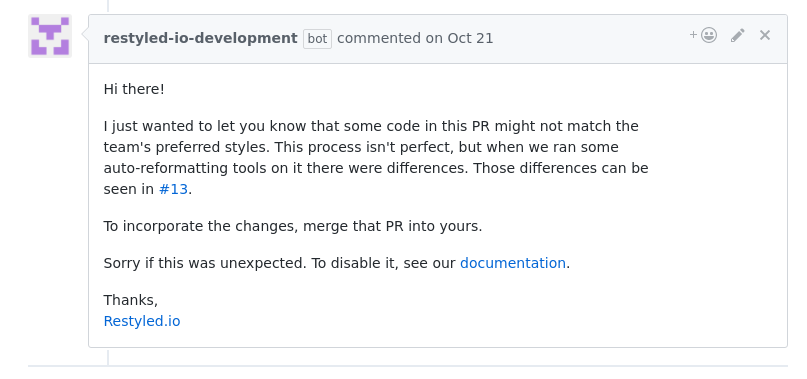 restyled-io-development bot commented on Oct 21
Hi there!
I just wanted to let you know that some code in this PR might not match the
team's preferred styles. This process isn't perfect, but when we ran some
auto-reformatting tools on it there were differences. Those differences can be
seen in #13.
To incorporate the changes, merge that PR into yours.
Sorry if this was unexpected. To disable it, see our documentation.
Thanks,
Restyled.io